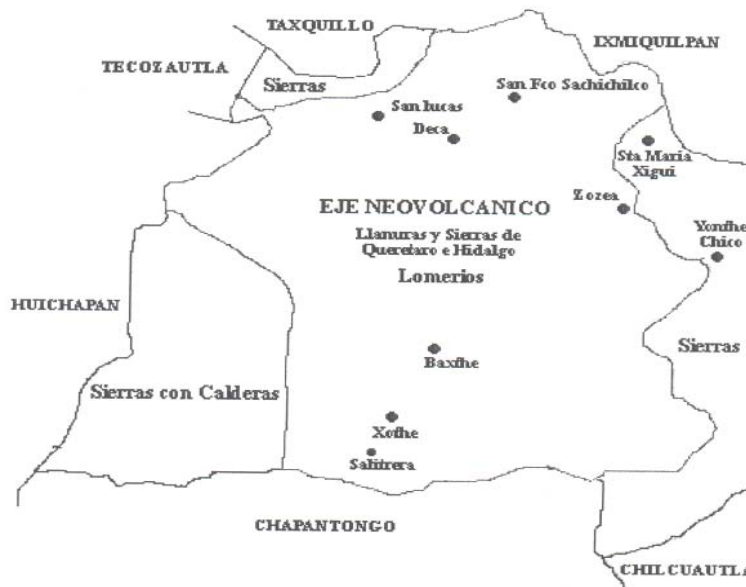 TAXQUILLO
IXMIQUILPAN
TECOZAUTLA
Sierras
San Fco Sachichilco
San lucas
Deca
Sta Maria
Xigui
EJE NEOVOLCANICO
Zozea
Llanuras y Sierras de
Queretaro e Hidalgo
Yonthe
Chico
Lomerios
HUICHAPAN
Sierras
Baxthe
Sierras con Calderas
Xothe
Salitrera
CHAPANTONGO
CHILCUAUTLA